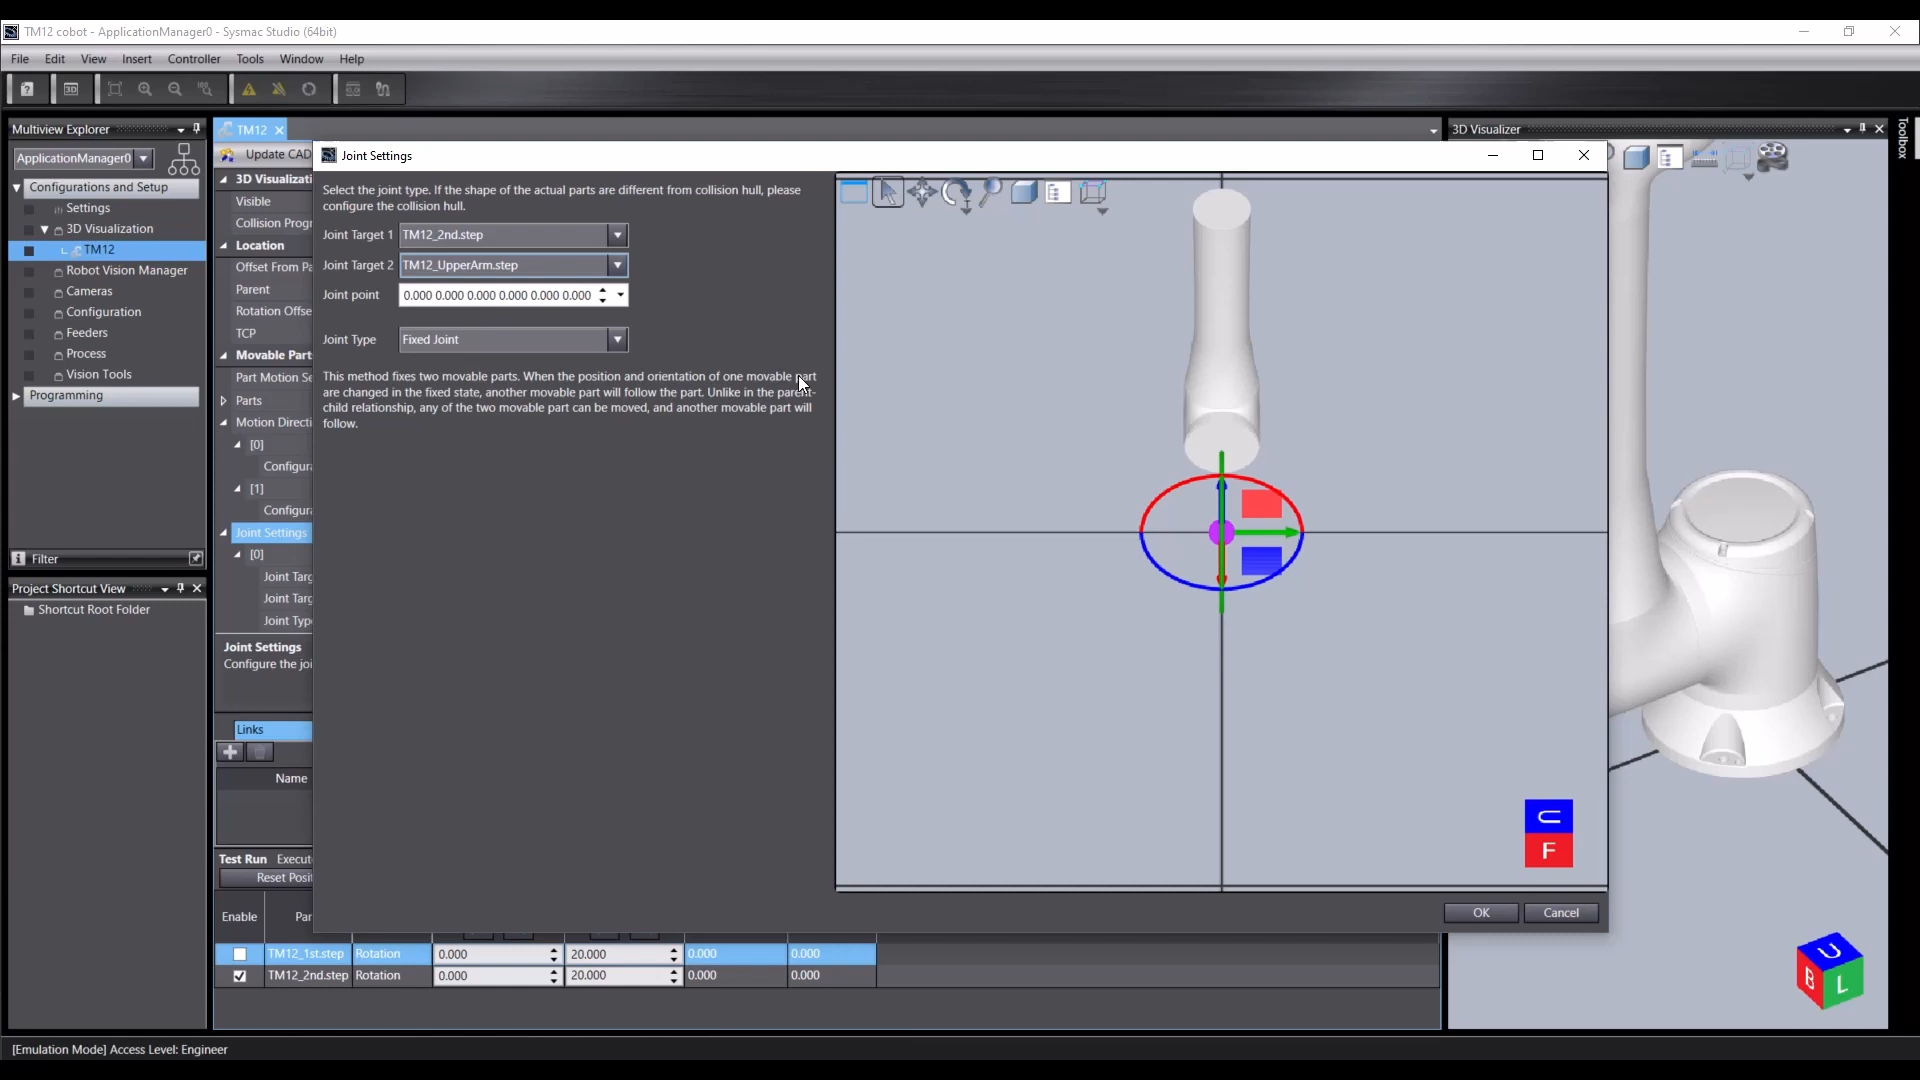 TM12 cobot - ApplicationManager0 - Sysmac Studio (64bit)
File Edit View Insert Controller Tools Window Help
3D
Multiview Explorer
TM12
3D Visualizer
Toolbox
ApplicationManager0
Update CAD
Joint Settings
Configurations and Setup
Settings
3D Visualization
TM12
Robot Vision Manager
Cameras
Configuration
Feeders
Process
Vision Tools
Programming
Filter
Project Shortcut View
Shortcut Root Folder
3D Visualizati
Visible
Collision Progr
Location
Offset From Pa
Parent
Rotation Offse
TCP
Movable Part
Part Motion Se
Parts
Motion Directi
[0]
Configura
[1]
Configura
Joint Settings
[0]
Joint Targ
Joint Targ
Joint Typ
Joint Settings
Configure the joi
Links
Name
Select the joint type. If the shape of the actual parts are different from collision hull, please
configure the collision hull.
Joint Target 1 TM12_2nd.step
Joint Target 2 TM12_UpperArm.step
Joint point 0.000 0.000 0.000 0.000 0.000 0.000
Joint Type Fixed Joint
This method fixes two movable parts. When the position and orientation of one movable part
are changed in the fixed state, another movable part will follow the part. Unlike in the parent-
child relationship, any of the two movable part can be moved, and another movable part will
follow.
U
F
OK Cancel
Test Run Execut
Reset Posit
Enable Par
TM12_1st.step Rotation 0.000 20.000 0.000 0.000
TM12_2nd.step Rotation 0.000 20.000 0.000 0.000
U
B L
[Emulation Mode] Access Level: Engineer